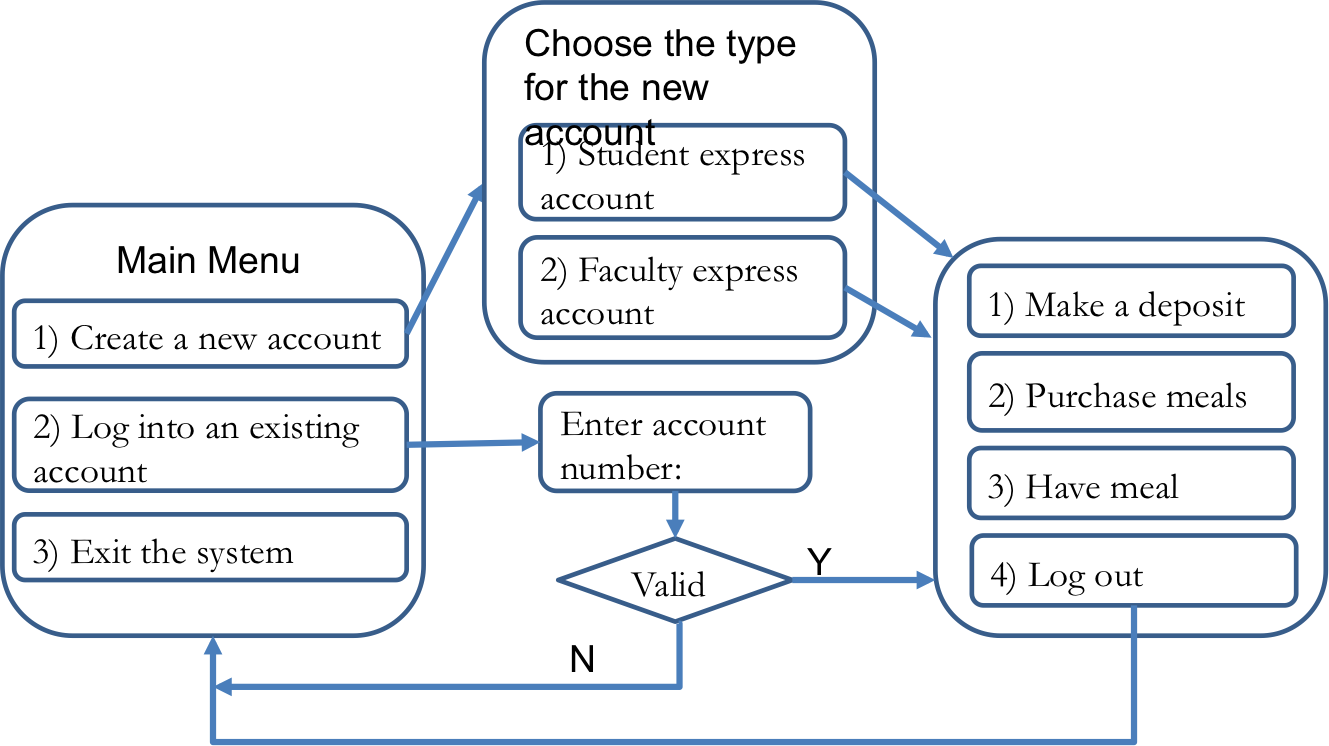 Choose the type
for the new
account
1) Student express
account
2) Faculty express
account
Main Menu
1) Create a new account
2) Log into an existing
account
3) Exit the system
Enter account
number:
Valid
Y
N
1) Make a deposit
2) Purchase meals
3) Have meal
4) Log out